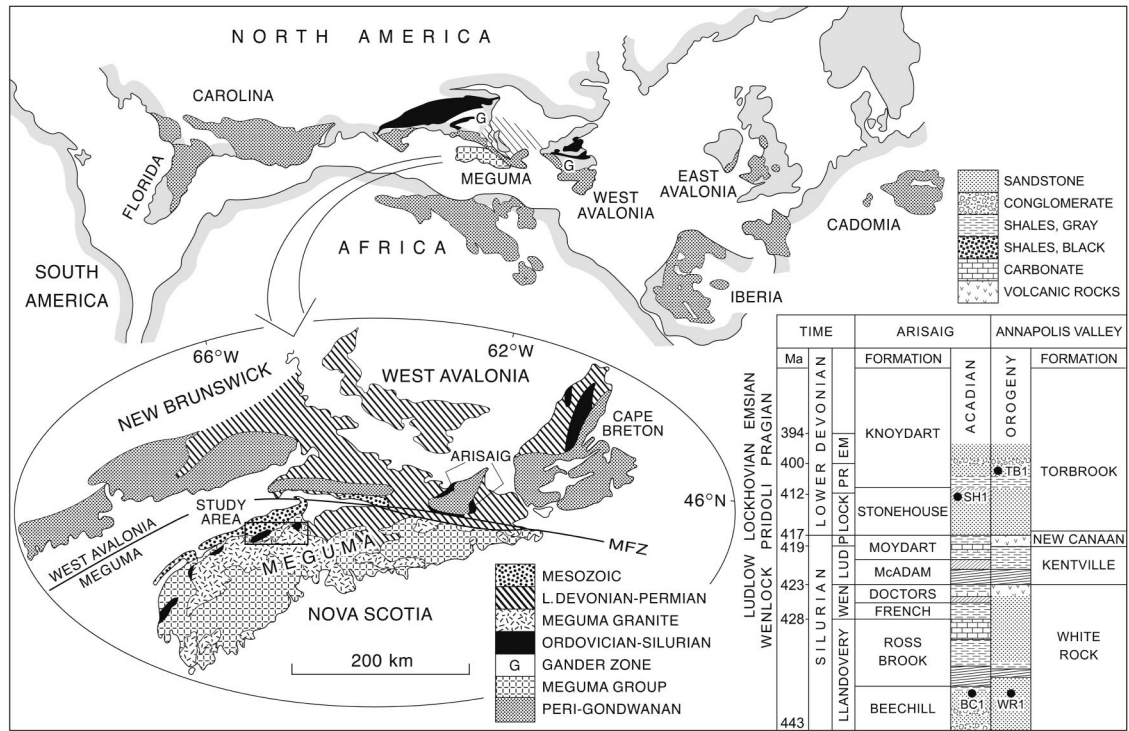 NORTH AMERICA
CAROLINA
G
FLORIDA
MEGUMA
G
WEST
AVALONIA
EAST
AVALONIA
CADOMIA
AFRICA
SOUTH
AMERICA
IBERIA
SANDSTONE
CONGLOMERATE
SHALES, GRAY
SHALES, BLACK
CARBONATE
VOLCANIC ROCKS
66°W
62°W
NEW BRUNSWICK
WEST AVALONIA
CAPE
BRETON
ARISAIG
46°N
STUDY
AREA
WEST AVALONIA
MEGUMA
MEGUMA
MFZ
NOVA SCOTIA
200 km
MESOZOIC
L.DEVONIAN-PERMIAN
MEGUMA GRANITE
ORDOVICIAN-SILURIAN
G GANDER ZONE
MEGUMA GROUP
PERI-GONDWANAN
LUDLOW LOCKHOVIAN EMSIAN
WENLOCK PRIDOLI PRAGIAN
TIME
ARISAIG
ANNAPOLIS VALLEY
Ma
FORMATION
ACADIAN
OROGENY
FORMATION
394
400
412
417
419
423
428
443
LOWER DEVONIAN
SILURIAN
EM
PR
LOCK
P
LUD
WEN
LLANDOVERY
KNOYDART
STONEHOUSE
MOYDART
McADAM
DOCTORS
FRENCH
ROSS
BROOK
BEECHILL
SH1
BC1
TB1
WR1
TORBROOK
NEW CANAAN
KENTVILLE
WHITE
ROCK